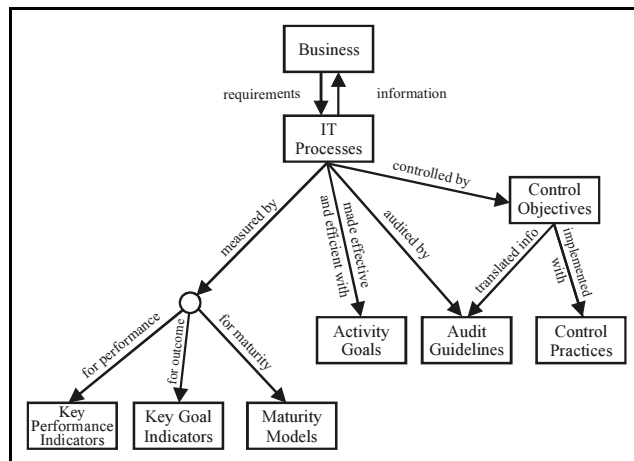 Business
requirements
information
IT
Processes
controlled by
Control
Objectives
measured by
made effective
and efficient with
audited by
translated info
implemented
with
Activity
Goals
Audit
Guidelines
Control
Practices
for performance
for outcome
for maturity
Key
Performance
Indicators
Key Goal
Indicators
Maturity
Models